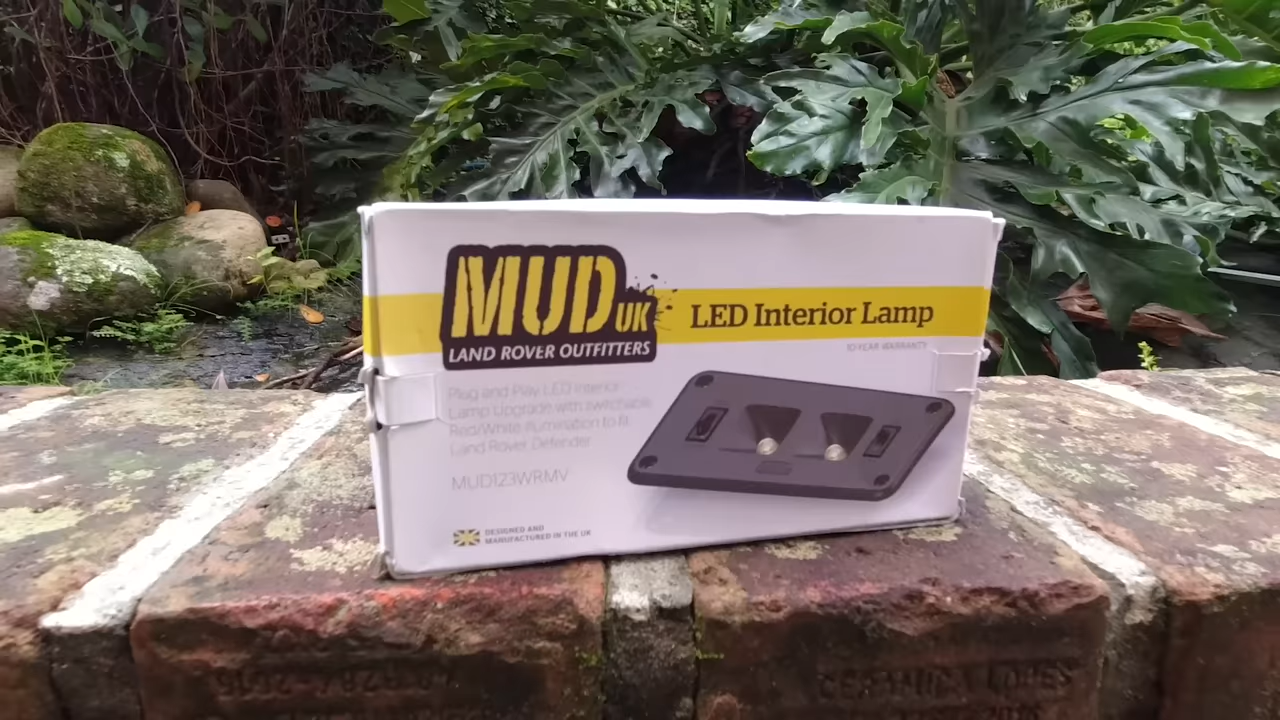 MUD UK
LAND ROVER OUTFITTERS
LED Interior Lamp
10 YEAR WARRANTY
Plug and Play LED Interior
Lamp Upgrade with switchable
Red/White illumination to fit
Land Rover Defender
MUD123WRMV
DESIGNED AND
MANUFACTURED IN THE UK